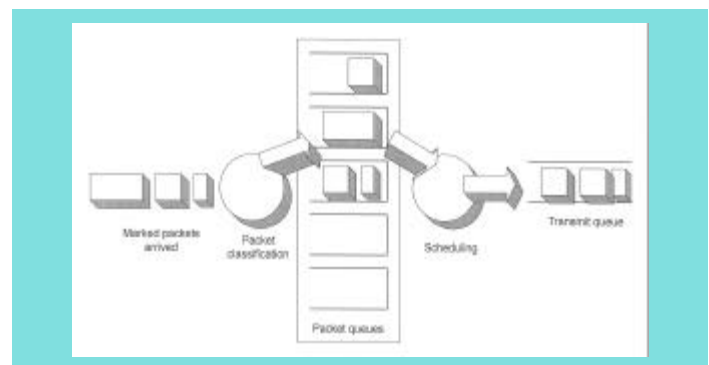 Marked packets
arrived
Packet
classification
Packet queues
Scheduling
Transmit queue